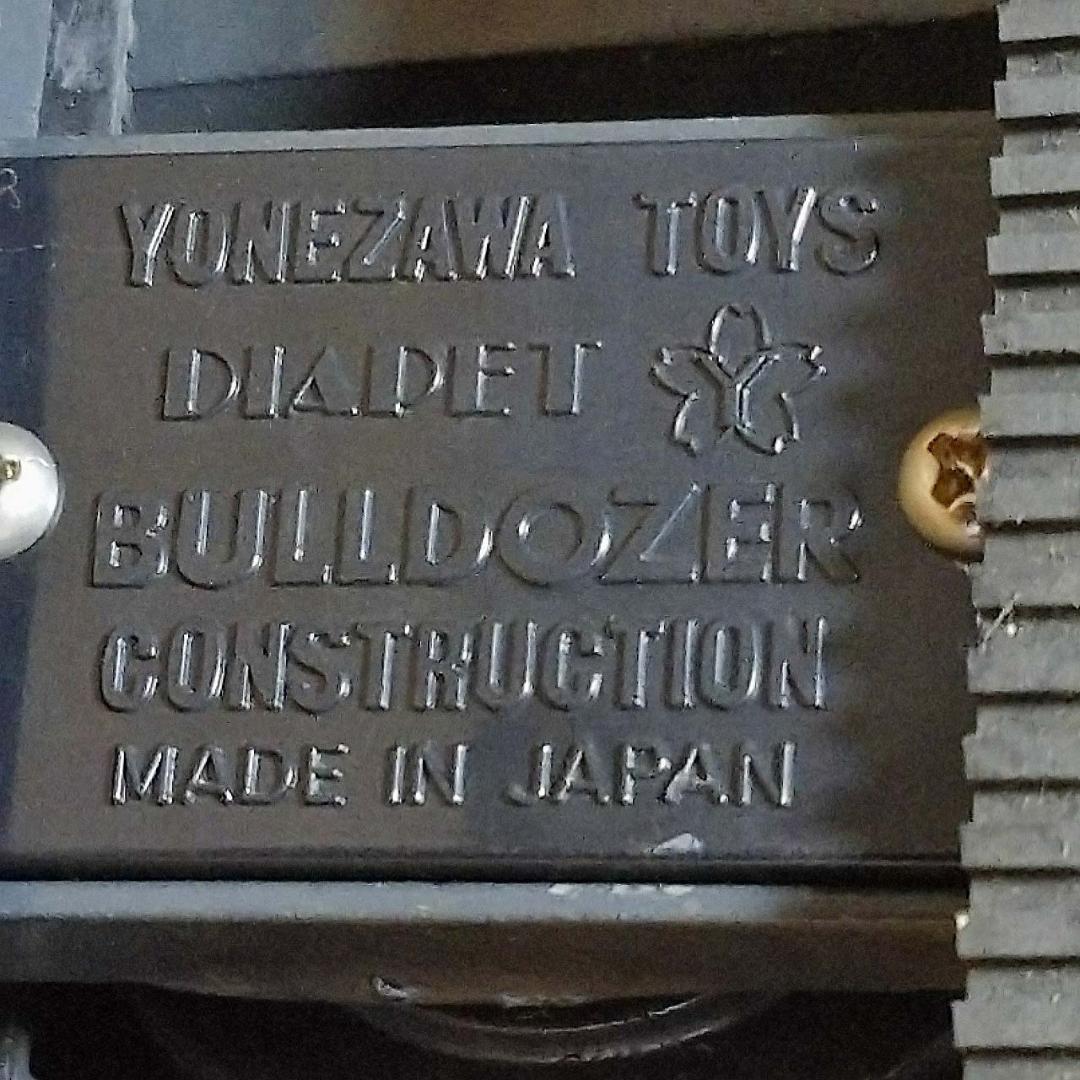 YONEZAWA TOYS
DIAPET
BULLDOZER
CONSTRUCTION
MADE IN JAPAN